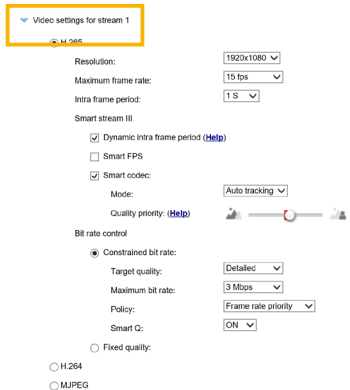 Video settings for stream 1
H.265
Resolution: 1920x1080
Maximum frame rate: 15 fps
Intra frame period: 1 S
Smart stream III
Dynamic intra frame period (Help)
Smart FPS
Smart codec:
Mode: Auto tracking
Quality priority: (Help)
Bit rate control
Constrained bit rate:
Target quality: Detailed
Maximum bit rate: 3 Mbps
Policy: Frame rate priority
Smart Q: ON
Fixed quality:
H.264
MJPEG